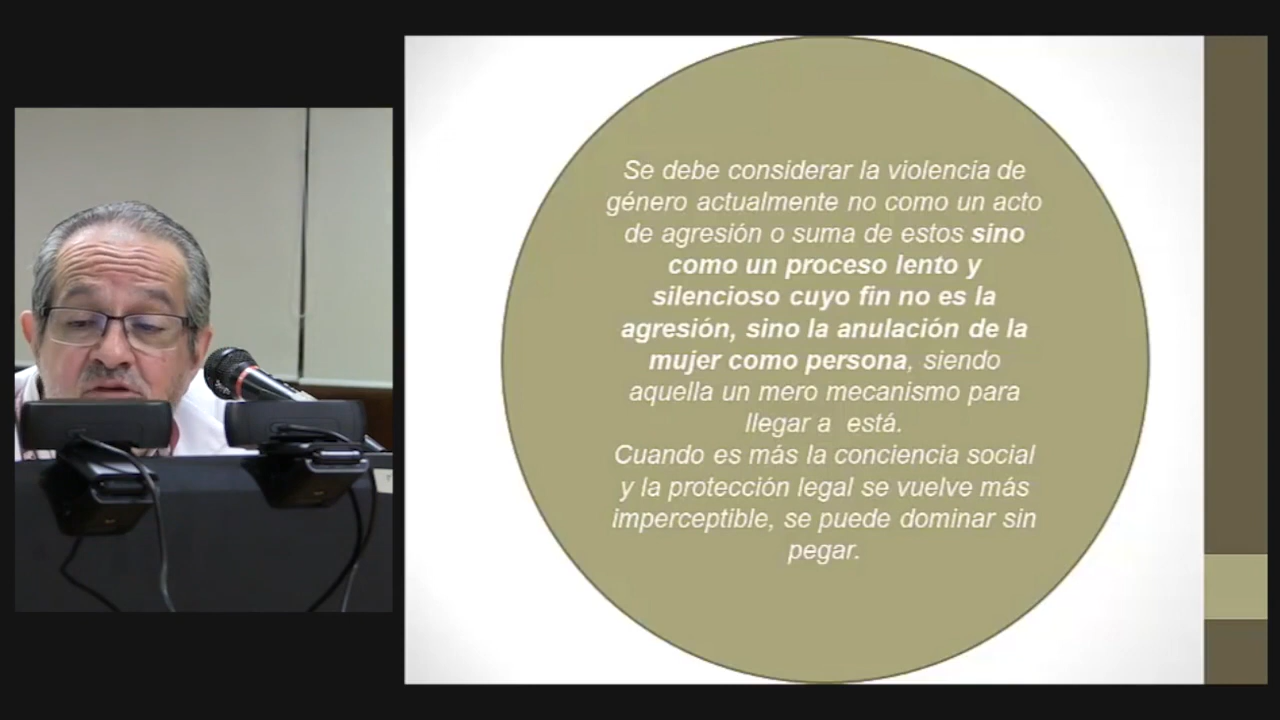 Se debe considerar la violencia de
género actualmente no como un acto
de agresión o suma de estos sino
como un proceso lento y
silencioso cuyo fin no es la
agresión, sino la anulación de la
mujer como persona, siendo
aquella un mero mecanismo para
llegar a está.
Cuando es más la conciencia social
y la protección legal se vuelve más
imperceptible, se puede dominar sin
pegar.